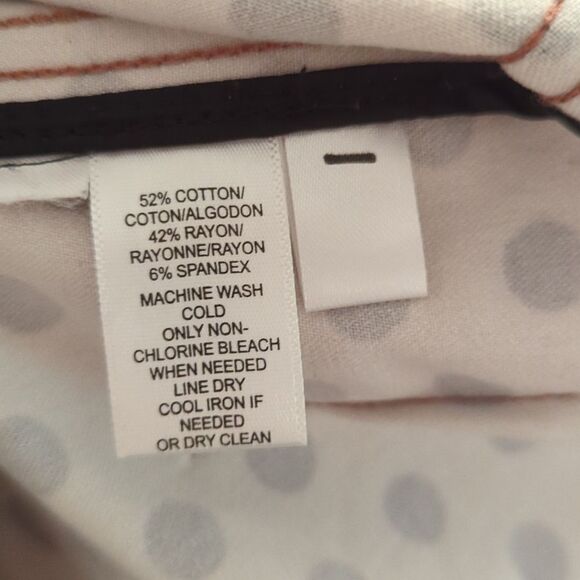 52% COTTON/
COTON/ALGODON
42% RAYON/
RAYONNE/RAYON
6% SPANDEX
MACHINE WASH
COLD
ONLY NON-
CHLORINE BLEACH
WHEN NEEDED
LINE DRY
COOL IRON IF
NEEDED
OR DRY CLEAN